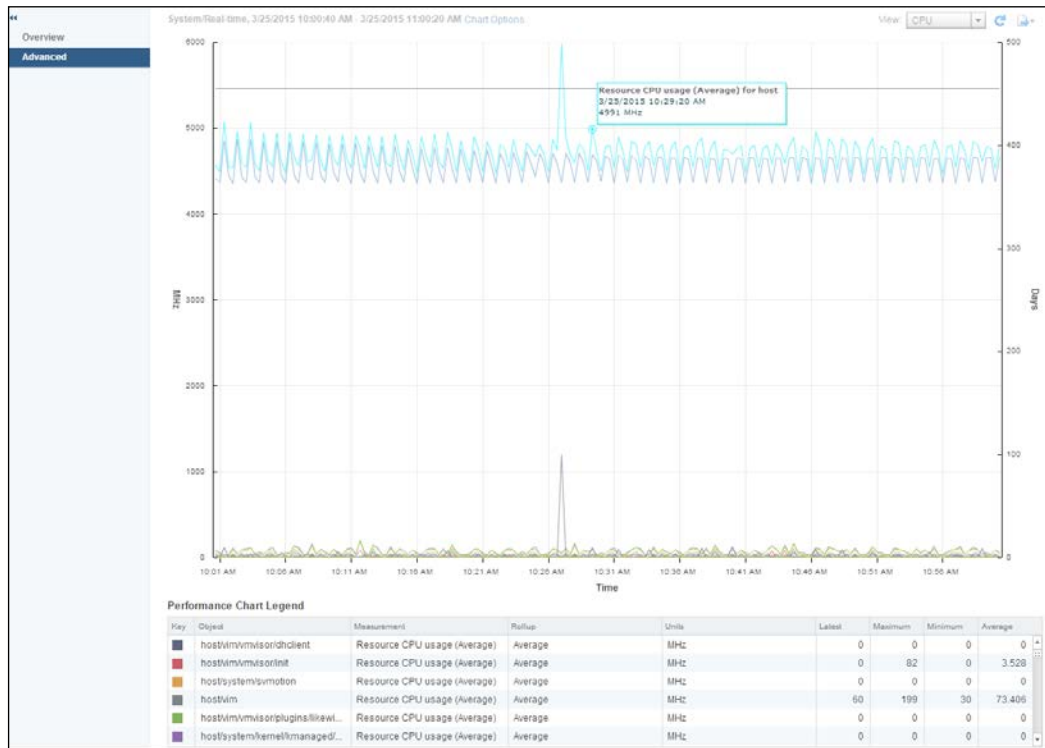 System/Real-time, 3/25/2015 10:00:40 AM - 3/25/2015 11:00:20 AM Chart Options
View: CPU
Overview
Advanced
6000
500
Resource CPU usage (Average) for host
3/25/2015 10:29:20 AM
4991 MHz
5000
400
4000
300
MHz
3000
Days
200
2000
1000
100
0
0
10:01 AM 10:06 AM 10:11 AM 10:16 AM 10:21 AM 10:26 AM 10:31 AM 10:36 AM 10:41 AM 10:46 AM 10:51 AM 10:56 AM
Time
Performance Chart Legend
Key Object Measurement Rollup Units Latest Maximum Minimum Average
host/vim/vmvisor/dhclient Resource CPU usage (Average) Average MHz 0 0 0 0
host/vim/vmvisor/init Resource CPU usage (Average) Average MHz 0 82 0 3.528
host/system/svmotion Resource CPU usage (Average) Average MHz 0 0 0 0
host/vim Resource CPU usage (Average) Average MHz 60 199 30 73.406
host/vim/vmvisor/plugins/likewi... Resource CPU usage (Average) Average MHz 0 0 0 0
host/system/kernel/kmanaged/... Resource CPU usage (Average) Average MHz 0 0 0 0